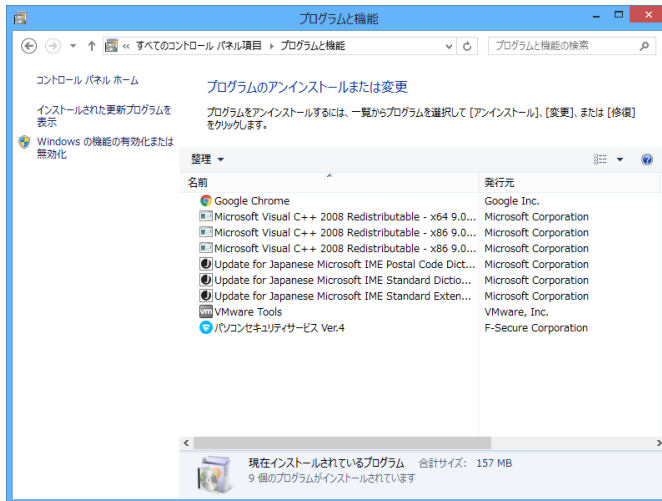 プログラムと機能
« すべてのコントロール パネル項目 ▸ プログラムと機能
プログラムと機能の検索
コントロール パネル ホーム
インストールされた更新プログラムを
表示
Windows の機能の有効化または
無効化
プログラムのアンインストールまたは変更
プログラムをアンインストールするには、一覧からプログラムを選択して [アンインストール]、[変更]、または [修復]
をクリックします。
整理
名前 発行元
Google Chrome Google Inc.
Microsoft Visual C++ 2008 Redistributable - x64 9.0... Microsoft Corporation
Microsoft Visual C++ 2008 Redistributable - x86 9.0... Microsoft Corporation
Microsoft Visual C++ 2008 Redistributable - x86 9.0... Microsoft Corporation
Update for Japanese Microsoft IME Postal Code Dict... Microsoft Corporation
Update for Japanese Microsoft IME Standard Dictio... Microsoft Corporation
Update for Japanese Microsoft IME Standard Exten... Microsoft Corporation
VMware Tools VMware, Inc.
パソコンセキュリティサービス Ver.4 F-Secure Corporation
現在インストールされているプログラム 合計サイズ: 157 MB
9 個のプログラムがインストールされています